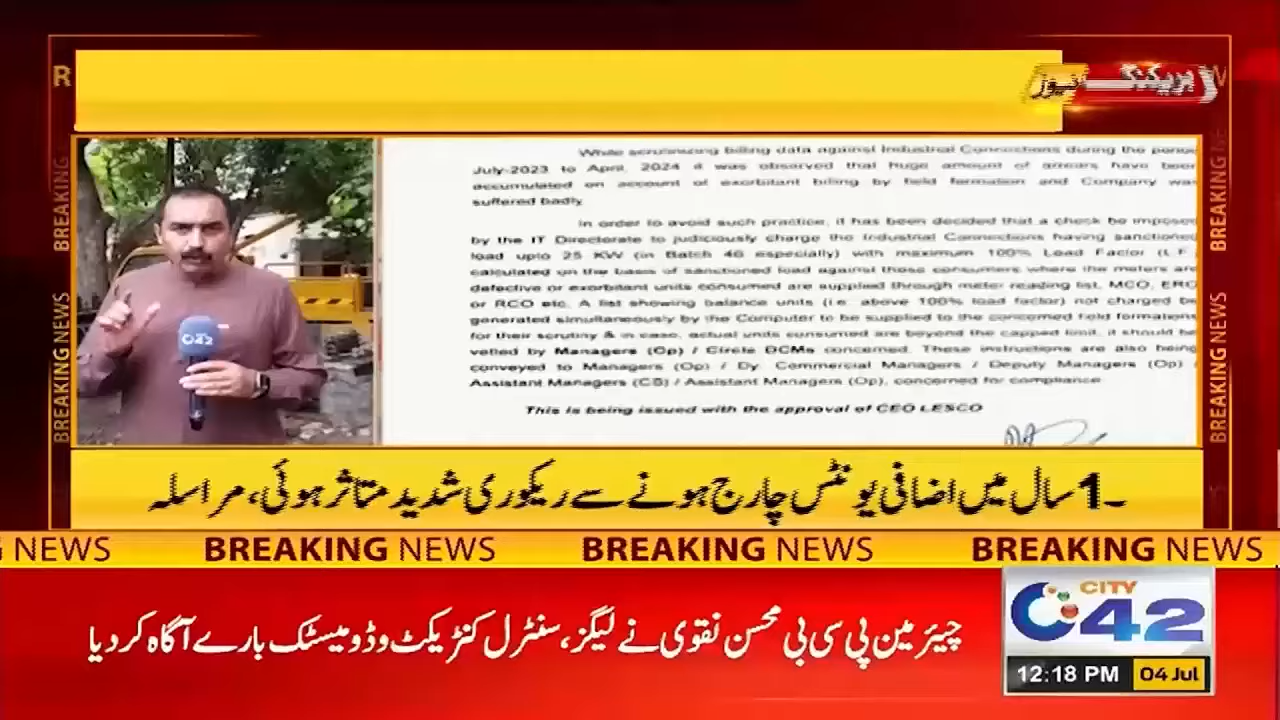 بریکنگ نیوز
While scrutinizing billing data against Industrial Connections during the period
July-2023 to April, 2024 it was observed that huge amount of arrears have been
accumulated on account of exorbitant billing by field formation and Company was
suffered badly.
In order to avoid such practice, it has been decided that a check be imposed
by the IT Directorate to judiciously charge the Industrial Connections having sanctioned
load upto 25 KW (in Batch 46 especially) with maximum 100% Load Factor (L.F.
calculated on the basis of sanctioned load against those consumers where the meters are
defective or exorbitant units consumed are supplied through meter reading list, MCO, ERO
or RCO etc. A list showing balance units (i.e. above 100% load factor) not charged be
generated simultaneously by the Computer to be supplied to the concerned field formations
for their scrutiny & in case, actual units consumed are beyond the capped limit, it should be
vetted by Managers (Op) / Circle DCMs concerned. These instructions are also being
conveyed to Managers (Op) / Dy. Commercial Managers / Deputy Managers (Op) /
Assistant Managers (CS) / Assistant Managers (Op), concerned for compliance.
This is being issued with the approval of CEO LESCO
C42
BREAKING NEWS
BREAKING
BREAKING NEWS
BREAKING
۔1 سال میں اضافی یونٹس چارج ہونے سے ریکوری شدید متاثر ہوئی، مراسلہ
NEWS BREAKING NEWS BREAKING NEWS BREAKING NEWS
چیئرمین پی سی بی محسن نقوی نے لیگز، سنٹرل کنٹریکٹ و ڈومیسٹک بارے آگاہ کر دیا
CITY
42
12:18 PM 04 Jul